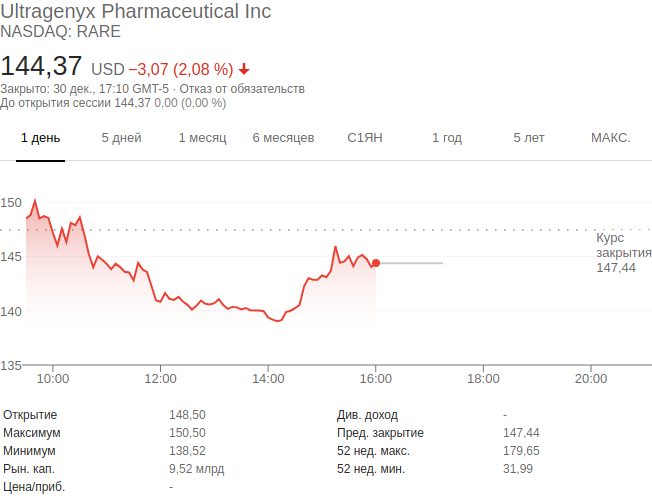 Ultragenyx Pharmaceutical Inc
NASDAQ: RARE
144,37 USD −3,07 (2,08 %)
Закрыто: 30 дек., 17:10 GMT-5 · Отказ от обязательств
До открытия сессии 144,37 0,00 (0,00 %)
1 день 5 дней 1 месяц 6 месяцев С1ЯН 1 год 5 лет МАКС.
150
Курс
закрытия
147,44
145
140
135
10:00 12:00 14:00 16:00 18:00 20:00
Открытие 148,50 Див. доход -
Максимум 150,50 Пред. закрытие 147,44
Минимум 138,52 52 нед. макс. 179,65
Рын. кап. 9,52 млрд 52 нед. мин. 31,99
Цена/приб. -